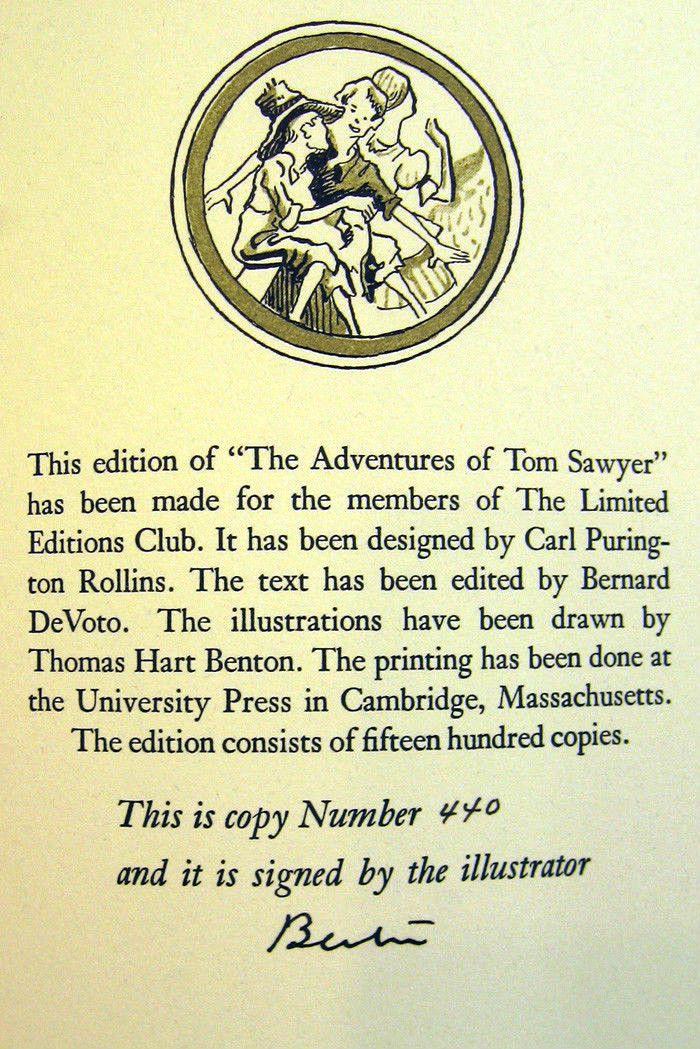 This edition of “The Adventures of Tom Sawyer”
has been made for the members of The Limited
Editions Club. It has been designed by Carl Puring-
ton Rollins. The text has been edited by Bernard
DeVoto. The illustrations have been drawn by
Thomas Hart Benton. The printing has been done at
the University Press in Cambridge, Massachusetts.
The edition consists of fifteen hundred copies.
This is copy Number 440
and it is signed by the illustrator
Benton